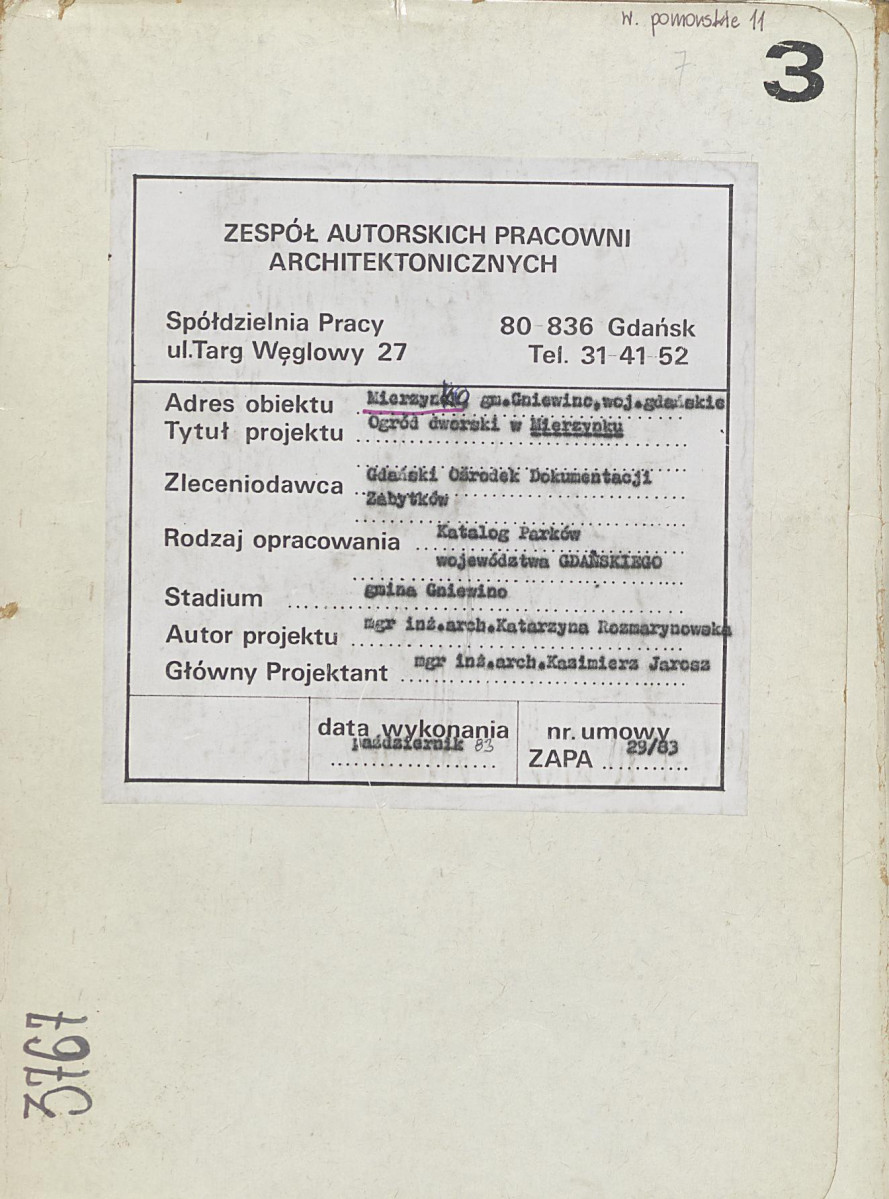 w. pomorskie 11
7
3
ZESPÓŁ AUTORSKICH PRACOWNI
ARCHITEKTONICZNYCH
Spółdzielnia Pracy 80-836 Gdańsk
ul.Targ Węglowy 27 Tel. 31-41-52
Adres obiektu Mierzynko, gm.Gniewino,woj.gdańskie
Tytuł projektu Ogród dworski w Mierzynku
Zleceniodawca Gdański Ośrodek Dokumentacji
Zabytków
Rodzaj opracowania Katalog Parków
województwa GDAŃSKIEGO
Stadium gmina Gniewino
Autor projektu mgr inż.arch.Katarzyna Rozmarynowska
Główny Projektant mgr inż.arch.Kazimierz Jarosz
data wykonania nr. umowy
październik 83 ZAPA 29/83
3767